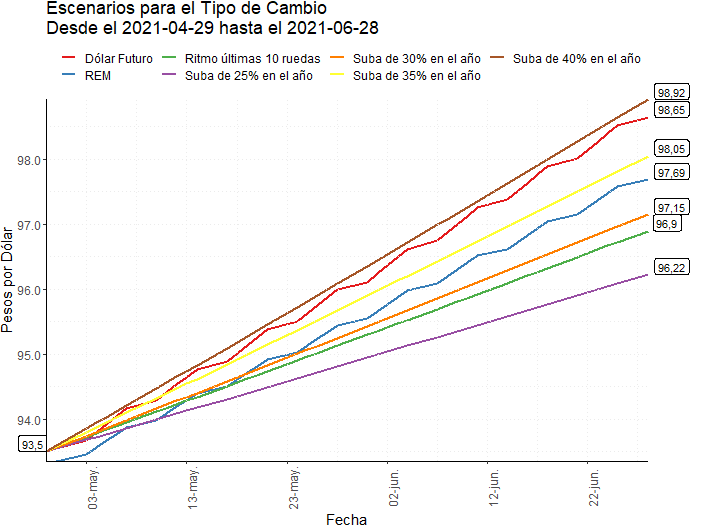 Escenarios para el Tipo de Cambio
Desde el 2021-04-29 hasta el 2021-06-28
Dólar Futuro
Ritmo últimas 10 ruedas
Suba de 30% en el año
Suba de 40% en el año
REM
Suba de 25% en el año
Suba de 35% en el año
98,92
98,65
98,05
97,69
97,15
96,9
96,22
93,5
Pesos por Dólar
98.0
97.0
96.0
95.0
94.0
03-may.
13-may.
23-may.
02-jun.
12-jun.
22-jun.
Fecha